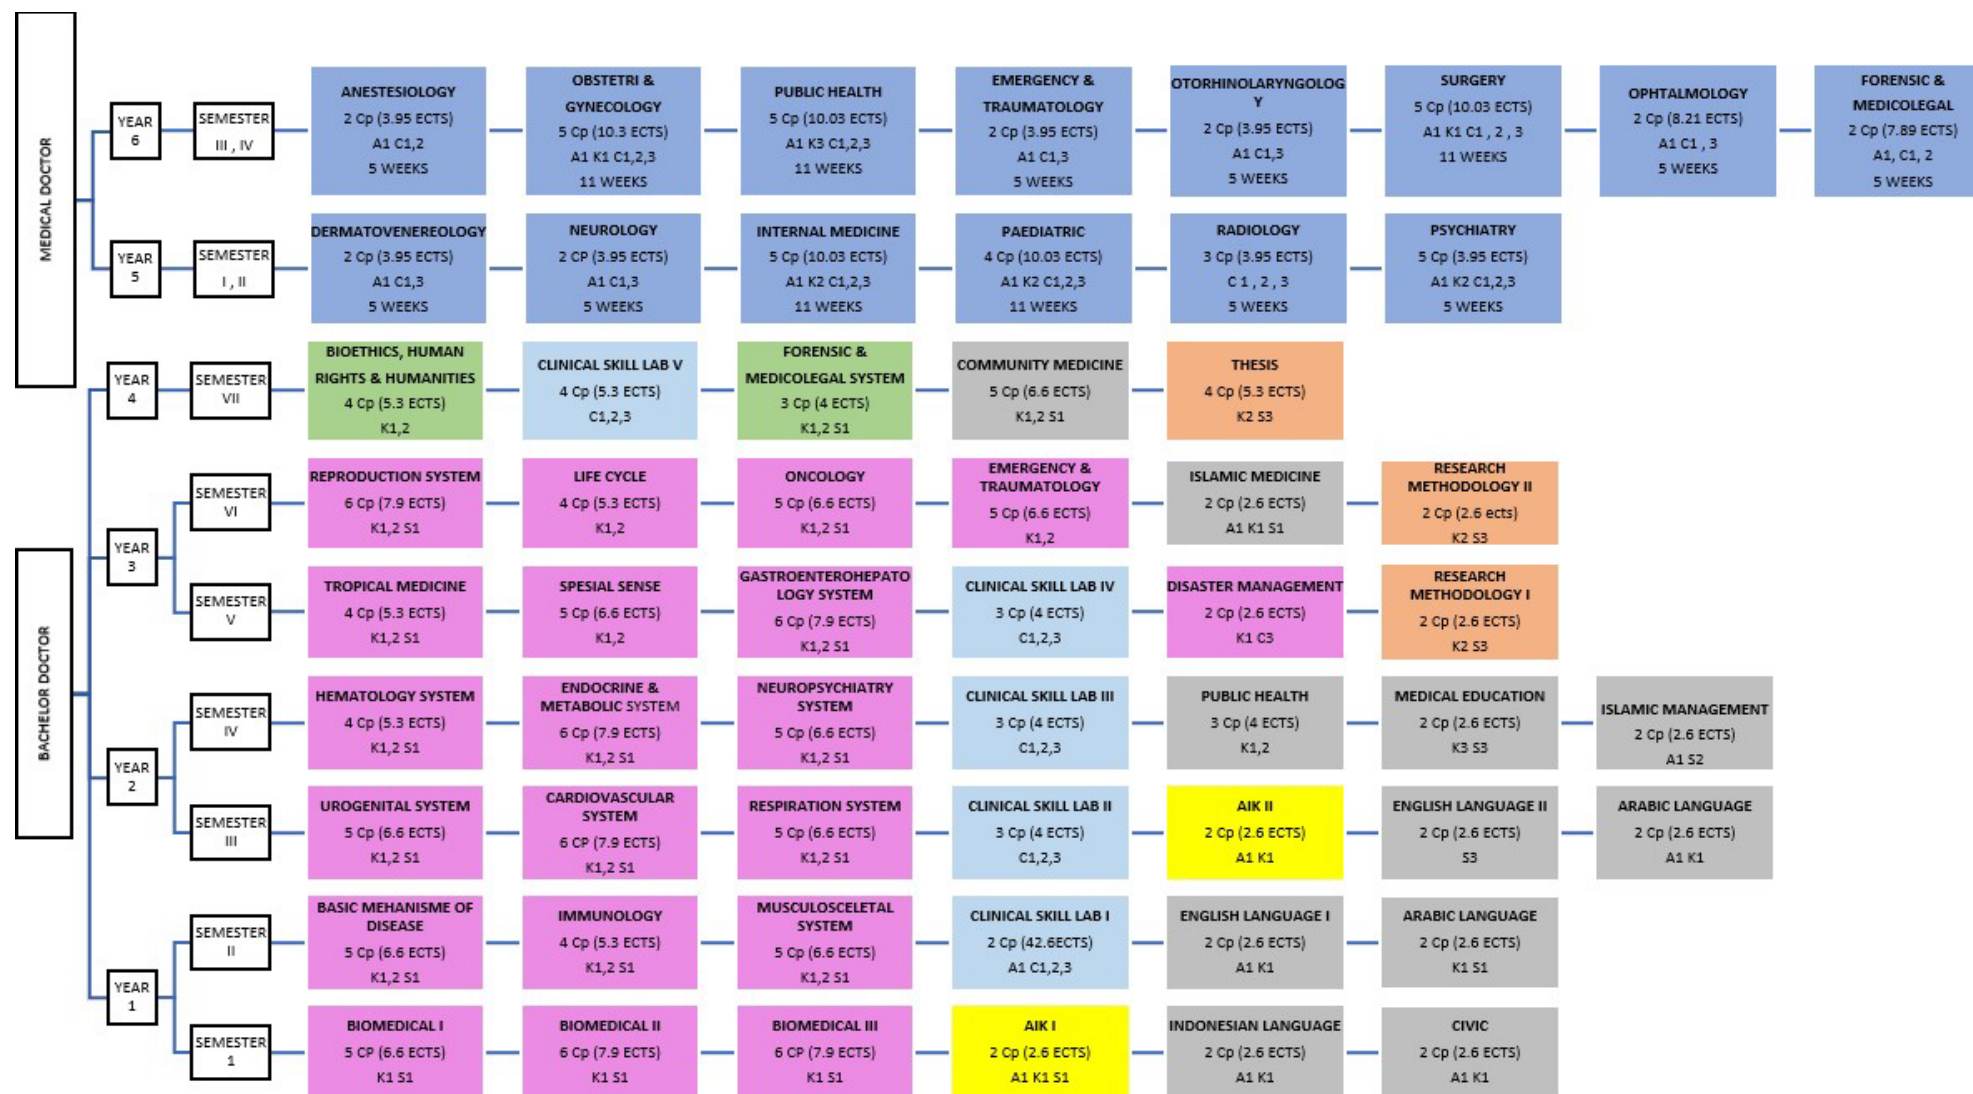 MEDICAL DOCTOR
YEAR
6
SEMESTER
III , IV
ANESTESIOLOGY
2 Cp (3.95 ECTS)
A1 C1,2
5 WEEKS
OBSTETRI &
GYNECOLOGY
5 Cp (10.3 ECTS)
A1 K1 C1,2,3
11 WEEKS
PUBLIC HEALTH
5 Cp (10.03 ECTS)
A1 K3 C1,2,3
11 WEEKS
EMERGENCY &
TRAUMATOLOGY
2 Cp (3.95 ECTS)
A1 C1,3
5 WEEKS
OTORHINOLARYNGOLOG
Y
2 Cp (3.95 ECTS)
A1 C1,3
5 WEEKS
SURGERY
5 Cp (10.03 ECTS)
A1 K1 C1 , 2 , 3
11 WEEKS
OPHTALMOLOGY
2 Cp (8.21 ECTS)
A1 C1 , 3
5 WEEKS
FORENSIC &
MEDICOLEGAL
2 Cp (7.89 ECTS)
A1, C1, 2
5 WEEKS
YEAR
5
SEMESTER
I , II
DERMATOVENEREOLOGY
2 Cp (3.95 ECTS)
A1 C1,3
5 WEEKS
NEUROLOGY
2 CP (3.95 ECTS)
A1 C1,3
5 WEEKS
INTERNAL MEDICINE
5 Cp (10.03 ECTS)
A1 K2 C1,2,3
11 WEEKS
PAEDIATRIC
4 Cp (10.03 ECTS)
A1 K2 C1,2,3
11 WEEKS
RADIOLOGY
3 Cp (3.95 ECTS)
C 1 , 2 , 3
5 WEEKS
PSYCHIATRY
5 Cp (3.95 ECTS)
A1 K2 C1,2,3
5 WEEKS
BACHELOR DOCTOR
YEAR
4
SEMESTER
VII
BIOETHICS, HUMAN
RIGHTS & HUMANITIES
4 Cp (5.3 ECTS)
K1,2
CLINICAL SKILL LAB V
4 Cp (5.3 ECTS)
C1,2,3
FORENSIC &
MEDICOLEGAL SYSTEM
3 Cp (4 ECTS)
K1,2 S1
COMMUNITY MEDICINE
5 Cp (6.6 ECTS)
K1,2 S1
THESIS
4 Cp (5.3 ECTS)
K2 S3
YEAR
3
SEMESTER
VI
REPRODUCTION SYSTEM
6 Cp (7.9 ECTS)
K1,2 S1
LIFE CYCLE
4 Cp (5.3 ECTS)
K1,2
ONCOLOGY
5 Cp (6.6 ECTS)
K1,2 S1
EMERGENCY &
TRAUMATOLOGY
5 Cp (6.6 ECTS)
K1,2
ISLAMIC MEDICINE
2 Cp (2.6 ECTS)
A1 K1 S1
RESEARCH
METHODOLOGY II
2 Cp (2.6 ects)
K2 S3
SEMESTER
V
TROPICAL MEDICINE
4 Cp (5.3 ECTS)
K1,2 S1
SPESIAL SENSE
5 Cp (6.6 ECTS)
K1,2
GASTROENTEROHEPATO
LOGY SYSTEM
6 Cp (7.9 ECTS)
K1,2 S1
CLINICAL SKILL LAB IV
3 Cp (4 ECTS)
C1,2,3
DISASTER MANAGEMENT
2 Cp (2.6 ECTS)
K1 C3
RESEARCH
METHODOLOGY I
2 Cp (2.6 ECTS)
K2 S3
YEAR
2
SEMESTER
IV
HEMATOLOGY SYSTEM
4 Cp (5.3 ECTS)
K1,2 S1
ENDOCRINE &
METABOLIC SYSTEM
6 Cp (7.9 ECTS)
K1,2 S1
NEUROPSYCHIATRY
SYSTEM
5 Cp (6.6 ECTS)
K1,2 S1
CLINICAL SKILL LAB III
3 Cp (4 ECTS)
C1,2,3
PUBLIC HEALTH
3 Cp (4 ECTS)
K1,2
MEDICAL EDUCATION
2 Cp (2.6 ECTS)
K3 S3
ISLAMIC MANAGEMENT
2 Cp (2.6 ECTS)
A1 S2
SEMESTER
III
UROGENITAL SYSTEM
5 Cp (6.6 ECTS)
K1,2 S1
CARDIOVASCULAR
SYSTEM
6 CP (7.9 ECTS)
K1,2 S1
RESPIRATION SYSTEM
5 Cp (6.6 ECTS)
K1,2 S1
CLINICAL SKILL LAB II
3 Cp (4 ECTS)
C1,2,3
AIK II
2 Cp (2.6 ECTS)
A1 K1
ENGLISH LANGUAGE II
2 Cp (2.6 ECTS)
S3
ARABIC LANGUAGE
2 Cp (2.6 ECTS)
A1 K1
YEAR
1
SEMESTER
II
BASIC MEHANISME OF
DISEASE
5 Cp (6.6 ECTS)
K1,2 S1
IMMUNOLOGY
4 Cp (5.3 ECTS)
K1,2 S1
MUSCULOSCELETAL
SYSTEM
5 Cp (6.6 ECTS)
K1,2 S1
CLINICAL SKILL LAB I
2 Cp (42.6ECTS)
A1 C1,2,3
ENGLISH LANGUAGE I
2 Cp (2.6 ECTS)
A1 K1
ARABIC LANGUAGE
2 Cp (2.6 ECTS)
K1 S1
SEMESTER
1
BIOMEDICAL I
5 CP (6.6 ECTS)
K1 S1
BIOMEDICAL II
6 Cp (7.9 ECTS)
K1 S1
BIOMEDICAL III
6 CP (7.9 ECTS)
K1 S1
AIK I
2 Cp (2.6 ECTS)
A1 K1 S1
INDONESIAN LANGUAGE
2 Cp (2.6 ECTS)
A1 K1
CIVIC
2 Cp (2.6 ECTS)
A1 K1